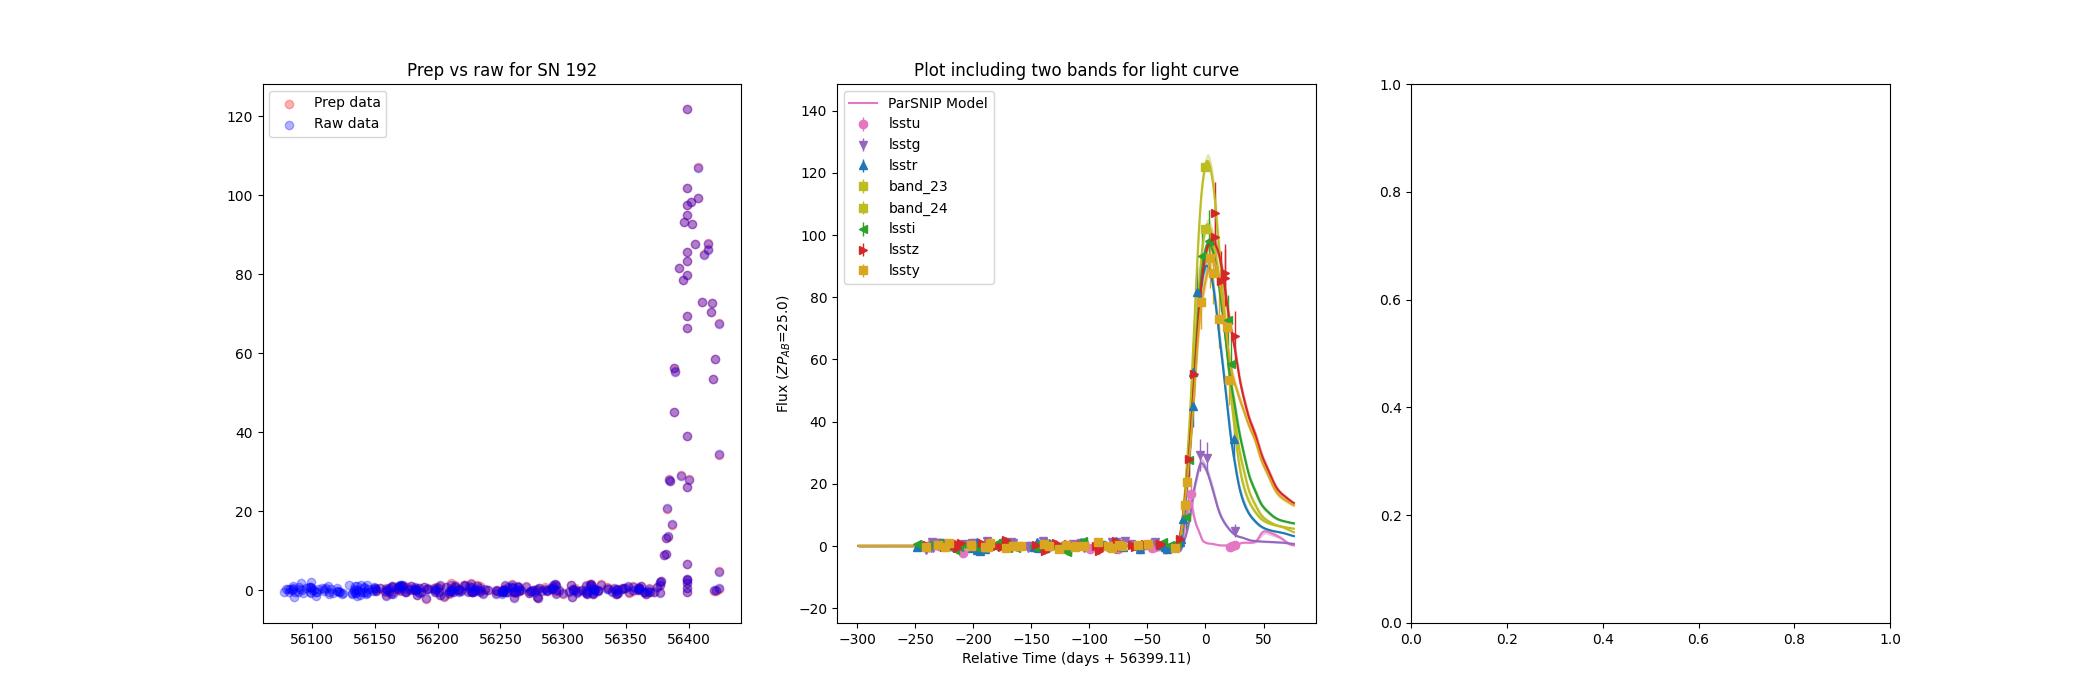 Prep vs raw for SN 192
Prep data
Raw data
120
100
80
60
40
20
0
56100
56150
56200
56250
56300
56350
56400
Plot including two bands for light curve
ParSNIP Model
lsstu
lsstg
lsstr
band_23
band_24
lssti
lsstz
lssty
Flux (ZP_AB=25.0)
140
120
100
80
60
40
20
0
−20
−300
−250
−200
−150
−100
−50
0
50
Relative Time (days + 56399.11)
1.0
0.8
0.6
0.4
0.2
0.0
0.0
0.2
0.4
0.6
0.8
1.0